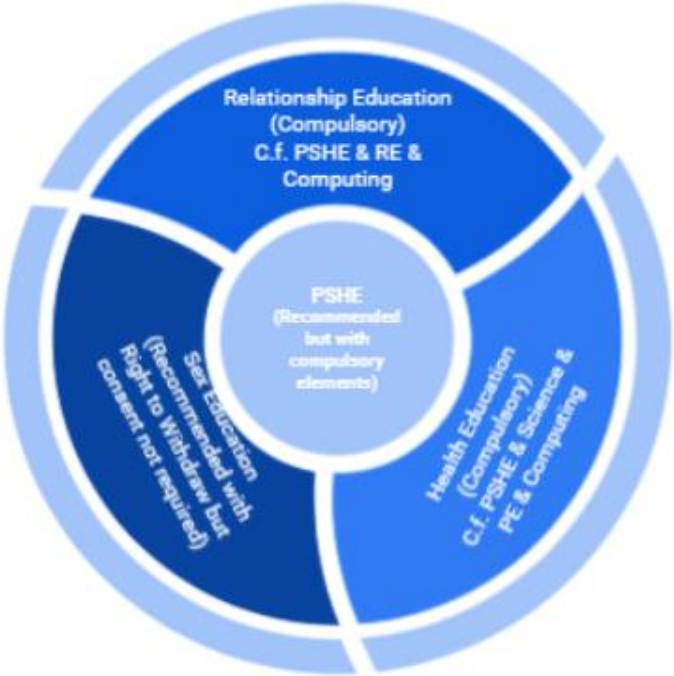 Relationship Education
(Compulsory)
C.f. PSHE & RE &
Computing
PSHE
(Recommended
but with
compulsory
elements)
Sex Education
(Recommended with
Right to Withdraw but
consent not required)
Health Education
(Compulsory)
C.f. PSHE & Science &
PE & Computing